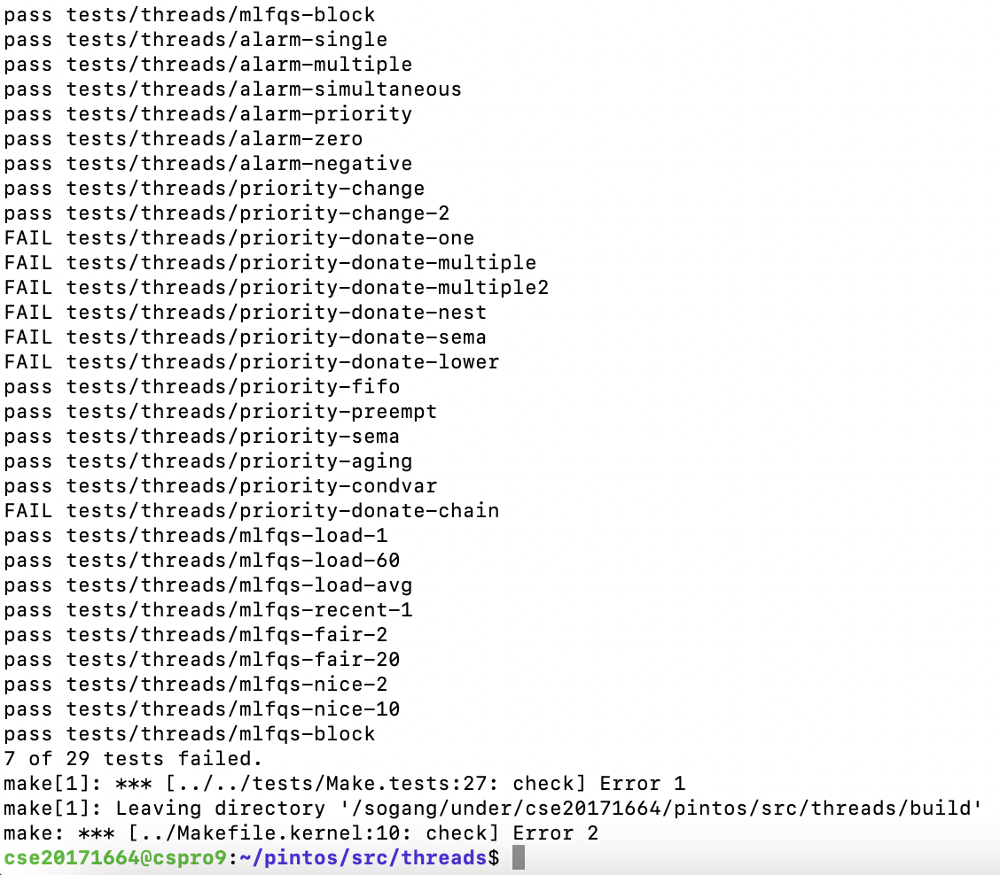 pass tests/threads/mlfqs-block
pass tests/threads/alarm-single
pass tests/threads/alarm-multiple
pass tests/threads/alarm-simultaneous
pass tests/threads/alarm-priority
pass tests/threads/alarm-zero
pass tests/threads/alarm-negative
pass tests/threads/priority-change
pass tests/threads/priority-change-2
FAIL tests/threads/priority-donate-one
FAIL tests/threads/priority-donate-multiple
FAIL tests/threads/priority-donate-multiple2
FAIL tests/threads/priority-donate-nest
FAIL tests/threads/priority-donate-sema
FAIL tests/threads/priority-donate-lower
pass tests/threads/priority-fifo
pass tests/threads/priority-preempt
pass tests/threads/priority-sema
pass tests/threads/priority-aging
pass tests/threads/priority-condvar
FAIL tests/threads/priority-donate-chain
pass tests/threads/mlfqs-load-1
pass tests/threads/mlfqs-load-60
pass tests/threads/mlfqs-load-avg
pass tests/threads/mlfqs-recent-1
pass tests/threads/mlfqs-fair-2
pass tests/threads/mlfqs-fair-20
pass tests/threads/mlfqs-nice-2
pass tests/threads/mlfqs-nice-10
pass tests/threads/mlfqs-block
7 of 29 tests failed.
make[1]: *** [../../tests/Make.tests:27: check] Error 1
make[1]: Leaving directory '/sogang/under/cse20171664/pintos/src/threads/build'
make: *** [../Makefile.kernel:10: check] Error 2
cse20171664@cspro9:~/pintos/src/threads$